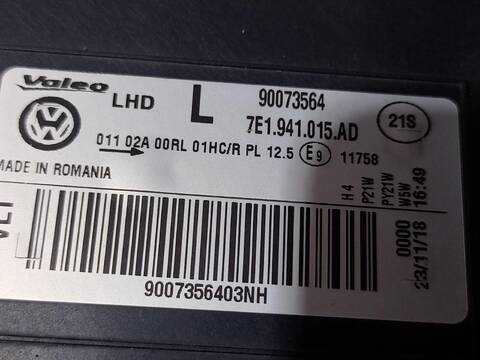 Valeo LHD L 90073564
7E1.941.015.AD 21S
VW
011 02A 00RL 01HC/R PL 12.5 E9 11758
MADE IN ROMANIA
H4
P21W
PY21W
W5W
16:49
0000
23/11/18
9007356403NH